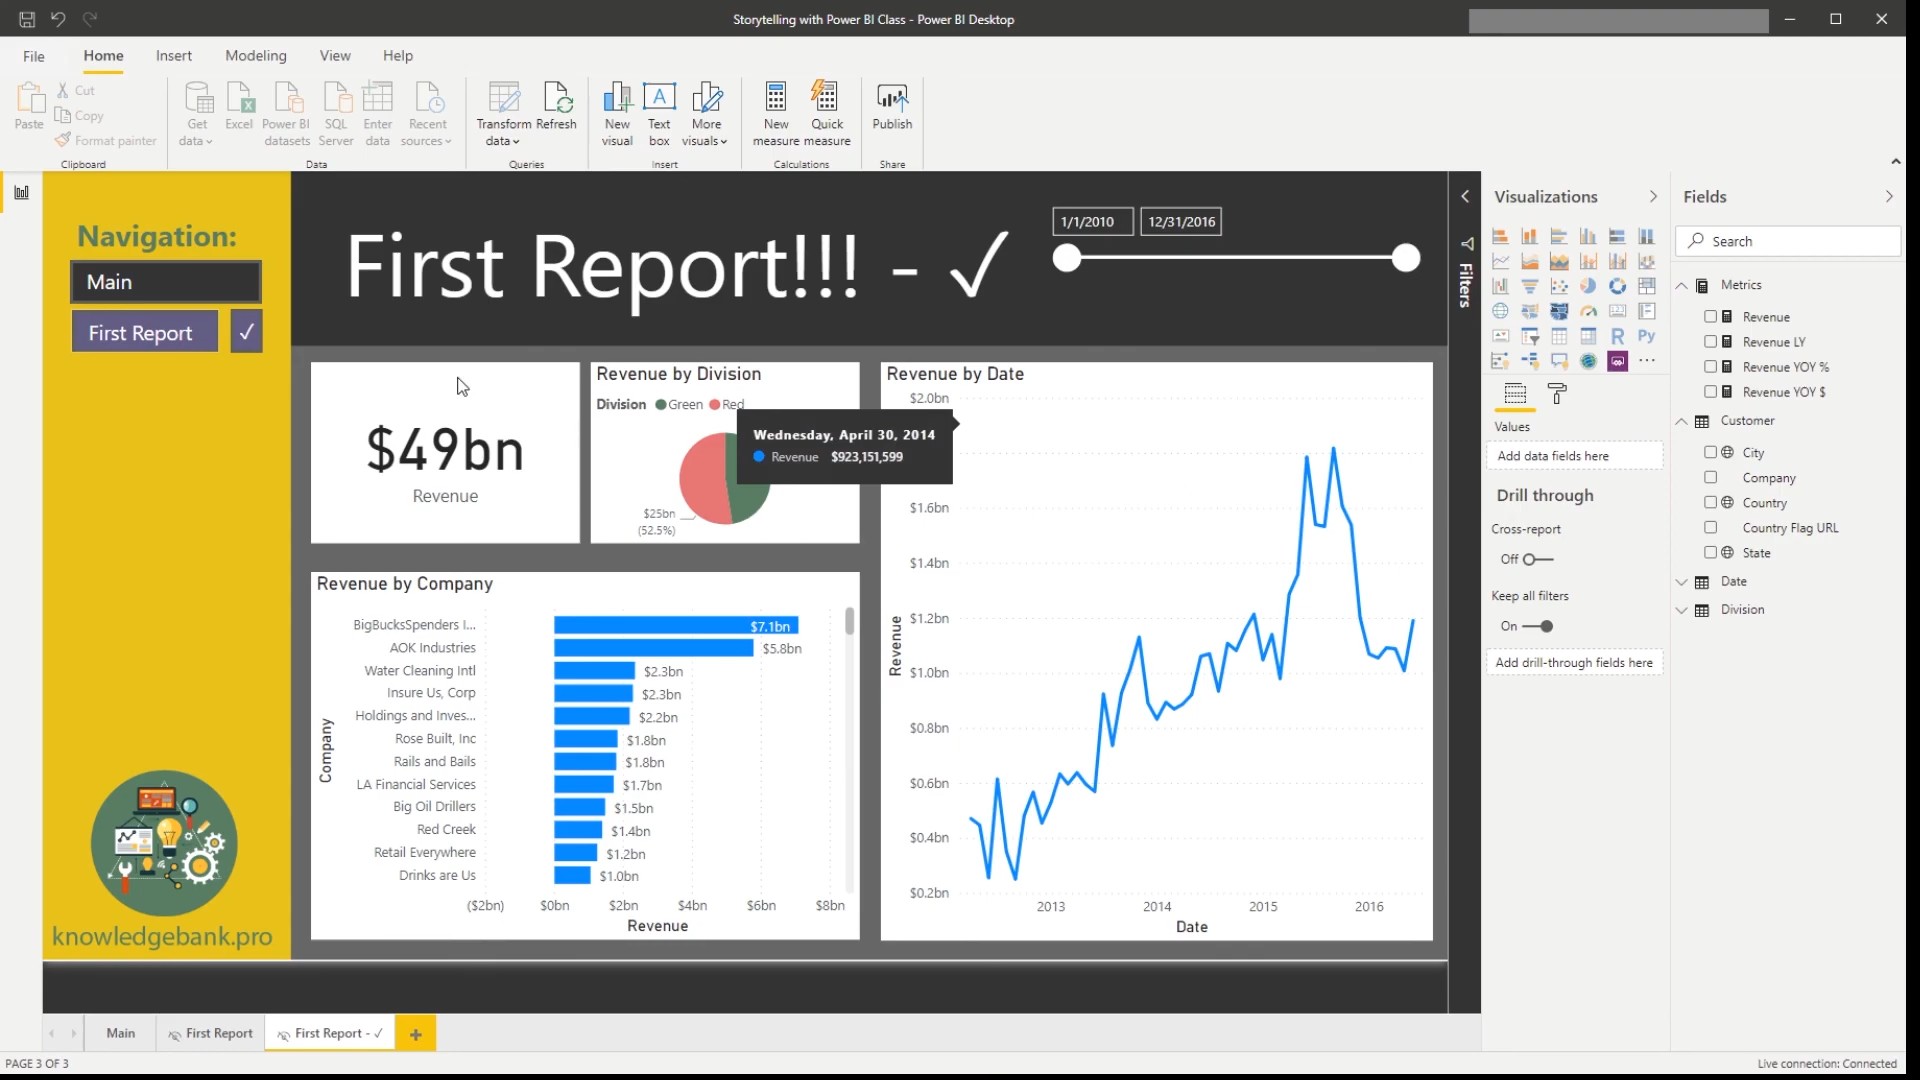 Storytelling with Power BI Class - Power BI Desktop
File Home Insert Modeling View Help
Paste
Cut
Copy
Format painter
Clipboard
Get data
Excel
Power BI datasets
SQL Server
Enter data
Recent sources
Data
Transform data
Refresh
Queries
New visual
Text box
More visuals
Insert
New measure
Quick measure
Calculations
Publish
Share
Navigation:
Main
First Report ✓
knowledgebank.pro
First Report!!! - ✓
1/1/2010 12/31/2016
$49bn
Revenue
Revenue by Division
Division Green Red
$25bn
(52.5%)
Wednesday, April 30, 2014
Revenue $923,151,599
Revenue by Company
Company
BigBucksSpenders I... $7.1bn
AOK Industries $5.8bn
Water Cleaning Intl $2.3bn
Insure Us, Corp $2.3bn
Holdings and Inves... $2.2bn
Rose Built, Inc $1.8bn
Rails and Bails $1.8bn
LA Financial Services $1.7bn
Big Oil Drillers $1.5bn
Red Creek $1.4bn
Retail Everywhere $1.2bn
Drinks are Us $1.0bn
($2bn) $0bn $2bn $4bn $6bn $8bn
Revenue
Revenue by Date
Revenue
$2.0bn
$1.6bn
$1.4bn
$1.2bn
$1.0bn
$0.8bn
$0.6bn
$0.4bn
$0.2bn
2013 2014 2015 2016
Date
Filters
Visualizations
123
R
Py
Values
Add data fields here
Drill through
Cross-report
Off
Keep all filters
On
Add drill-through fields here
Fields
Search
Metrics
Revenue
Revenue LY
Revenue YOY %
Revenue YOY $
Customer
City
Company
Country
Country Flag URL
State
Date
Division
Main First Report First Report - ✓ +
PAGE 3 OF 3
Live connection: Connected